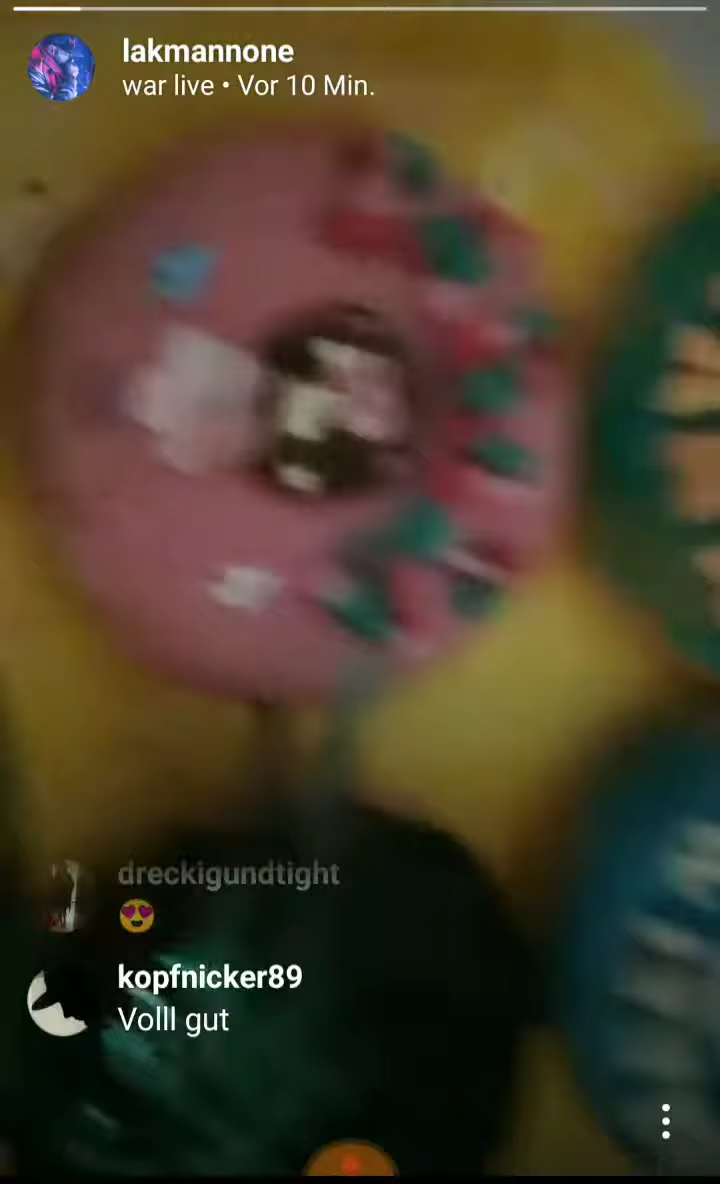 lakmannone
war live • Vor 10 Min.
dreckigundtight
😍
kopfnicker89
Volll gut